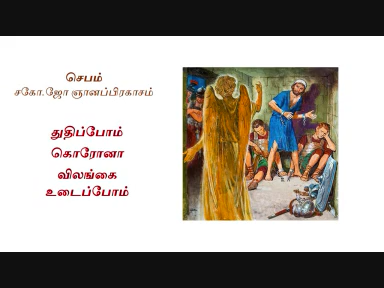 செபம்
சகோ.ஜோ ஞானப்பிரகாசம்
துதிப்போம்
கொரோனா
விலங்கை
உடைப்போம்